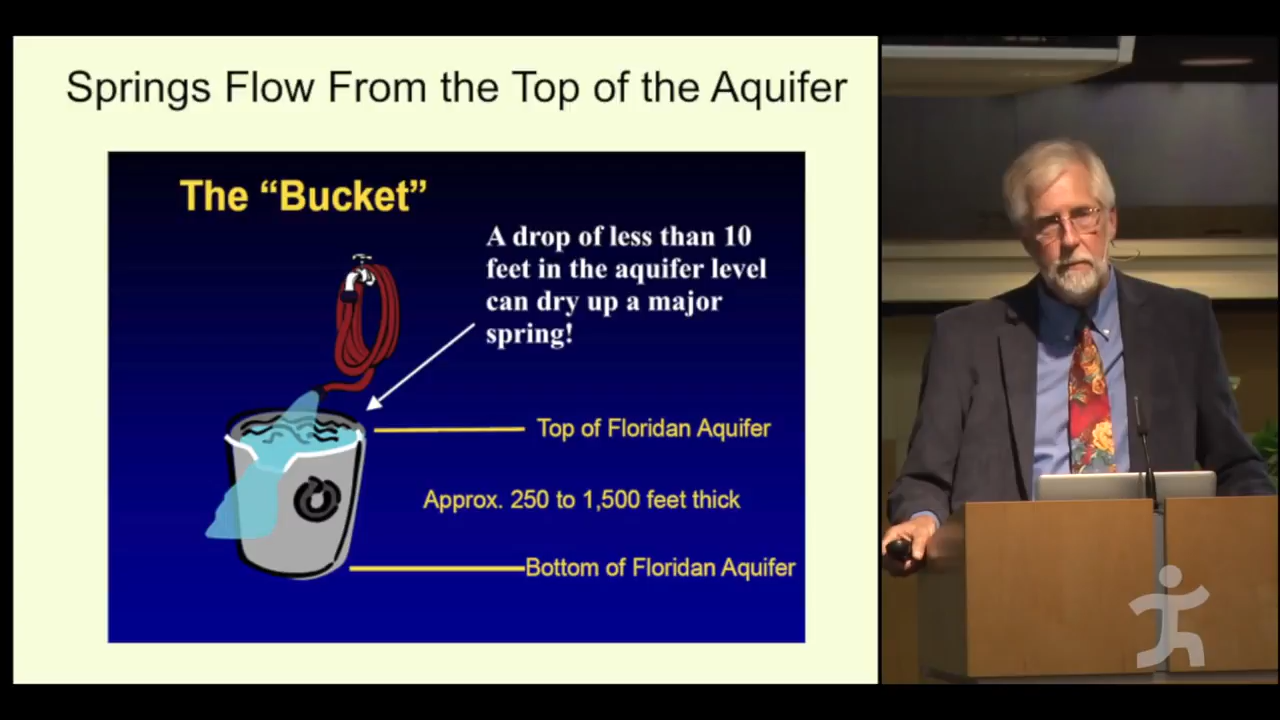 Springs Flow From the Top of the Aquifer
The “Bucket”
A drop of less than 10
feet in the aquifer level
can dry up a major
spring!
Top of Floridan Aquifer
Approx. 250 to 1,500 feet thick
Bottom of Floridan Aquifer